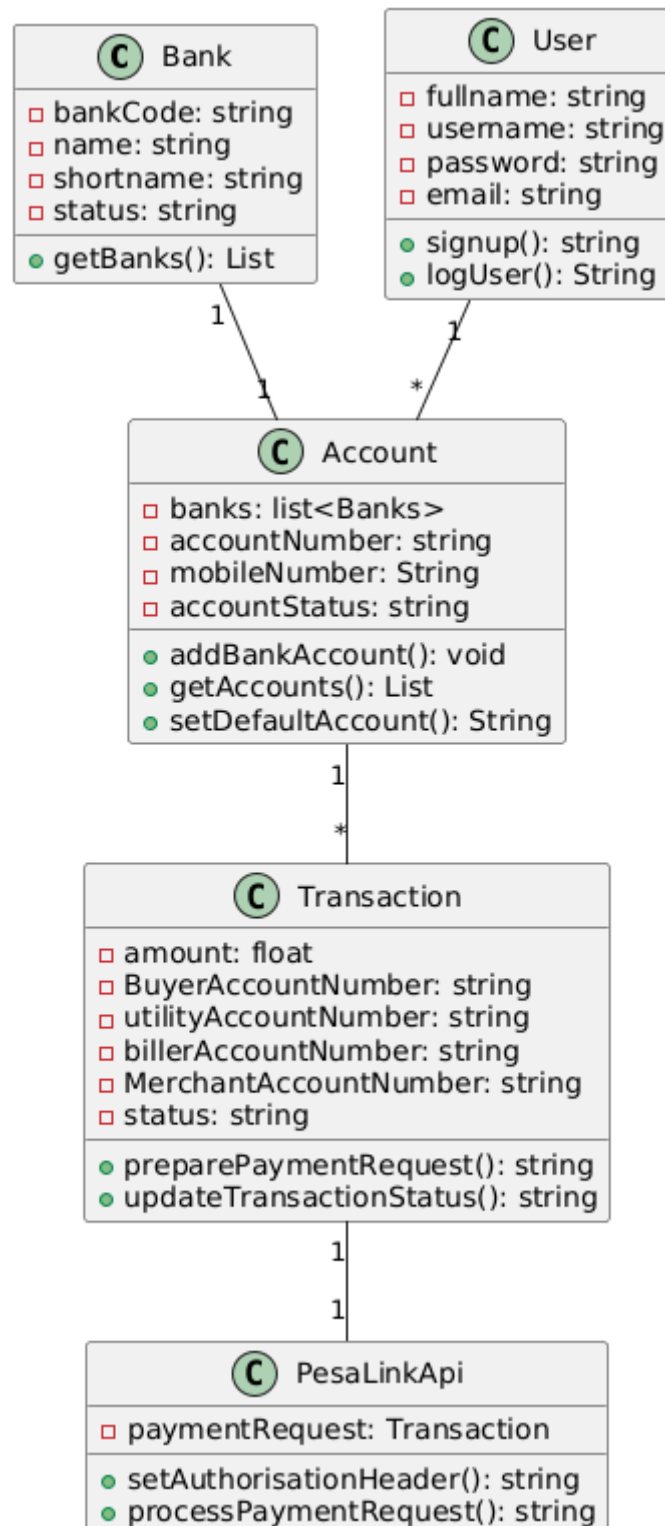 C Bank
bankCode: string
name: string
shortname: string
status: string
getBanks(): List
C User
fullname: string
username: string
password: string
email: string
signup(): string
logUser(): String
1
1
1
*
C Account
banks: list<Banks>
accountNumber: string
mobileNumber: String
accountStatus: string
addBankAccount(): void
getAccounts(): List
setDefaultAccount(): String
1
*
C Transaction
amount: float
BuyerAccountNumber: string
utilityAccountNumber: string
billerAccountNumber: string
MerchantAccountNumber: string
status: string
preparePaymentRequest(): string
updateTransactionStatus(): string
1
1
C PesaLinkApi
paymentRequest: Transaction
setAuthorisationHeader(): string
processPaymentRequest(): string